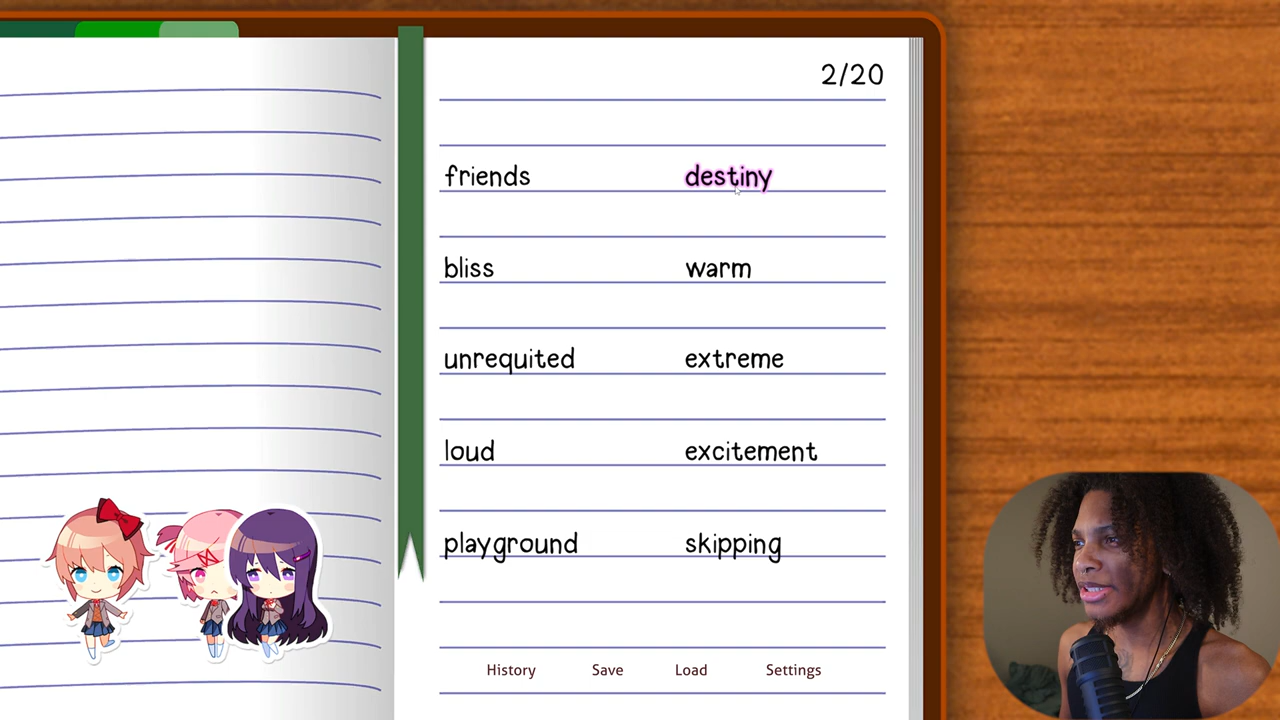 2/20
friends destiny
bliss warm
unrequited extreme
loud excitement
playground skipping
History Save Load Settings